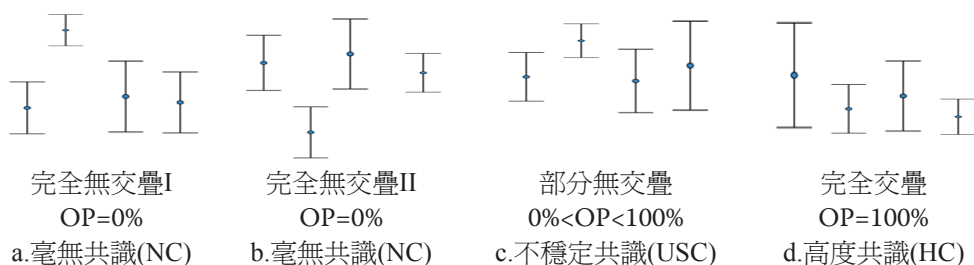 完全無交疊I
OP=0%
a.毫無共識(NC)
完全無交疊II
OP=0%
b.毫無共識(NC)
部分無交疊
0%<OP<100%
c.不穩定共識(USC)
完全交疊
OP=100%
d.高度共識(HC)